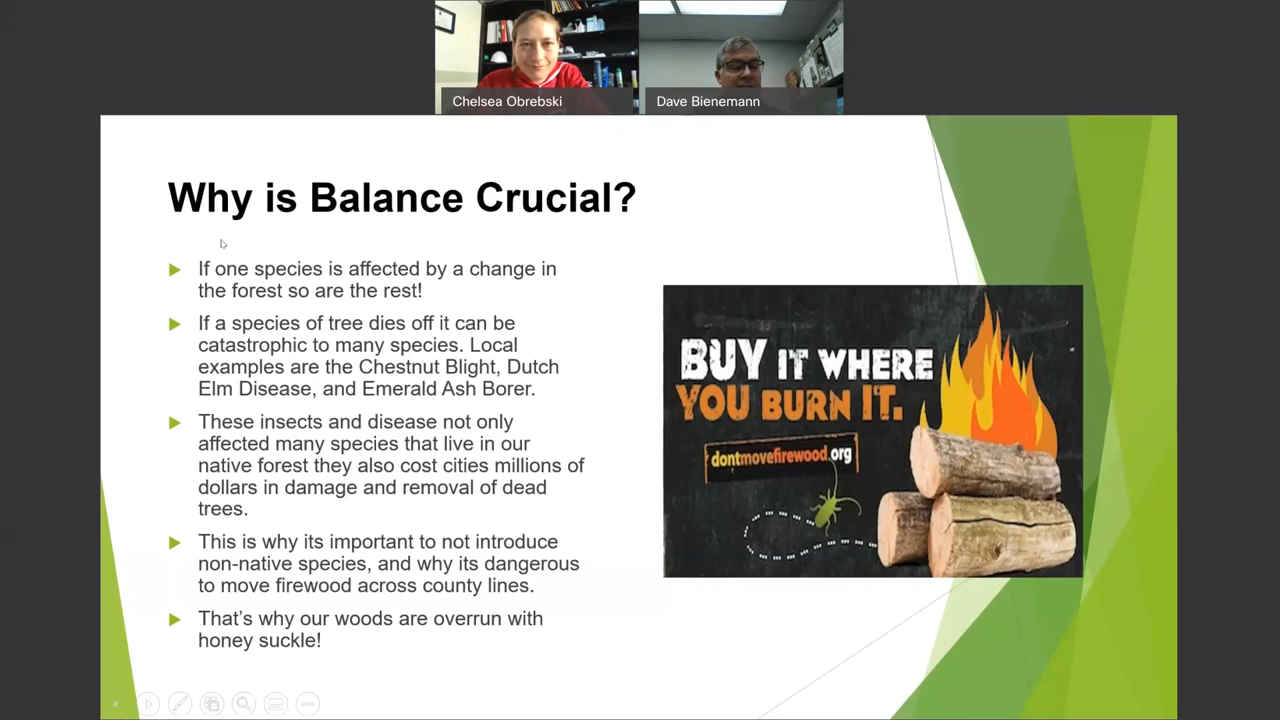 Chelsea Obrebski
Dave Bienemann
Why is Balance Crucial?
If one species is affected by a change in
the forest so are the rest!
If a species of tree dies off it can be
catastrophic to many species. Local
examples are the Chestnut Blight, Dutch
Elm Disease, and Emerald Ash Borer.
These insects and disease not only
affected many species that live in our
native forest they also cost cities millions of
dollars in damage and removal of dead
trees.
This is why its important to not introduce
non-native species, and why its dangerous
to move firewood across county lines.
That’s why our woods are overrun with
honey suckle!
BUY IT WHERE
YOU BURN IT.
dontmovefirewood.org